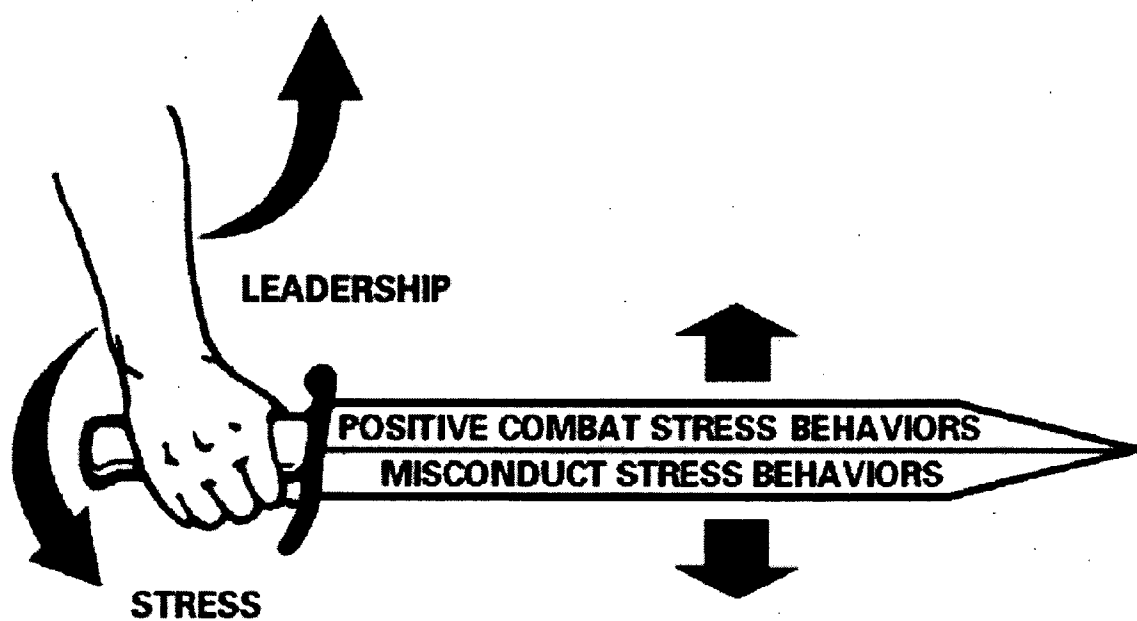 LEADERSHIP
POSITIVE COMBAT STRESS BEHAVIORS
MISCONDUCT STRESS BEHAVIORS
STRESS